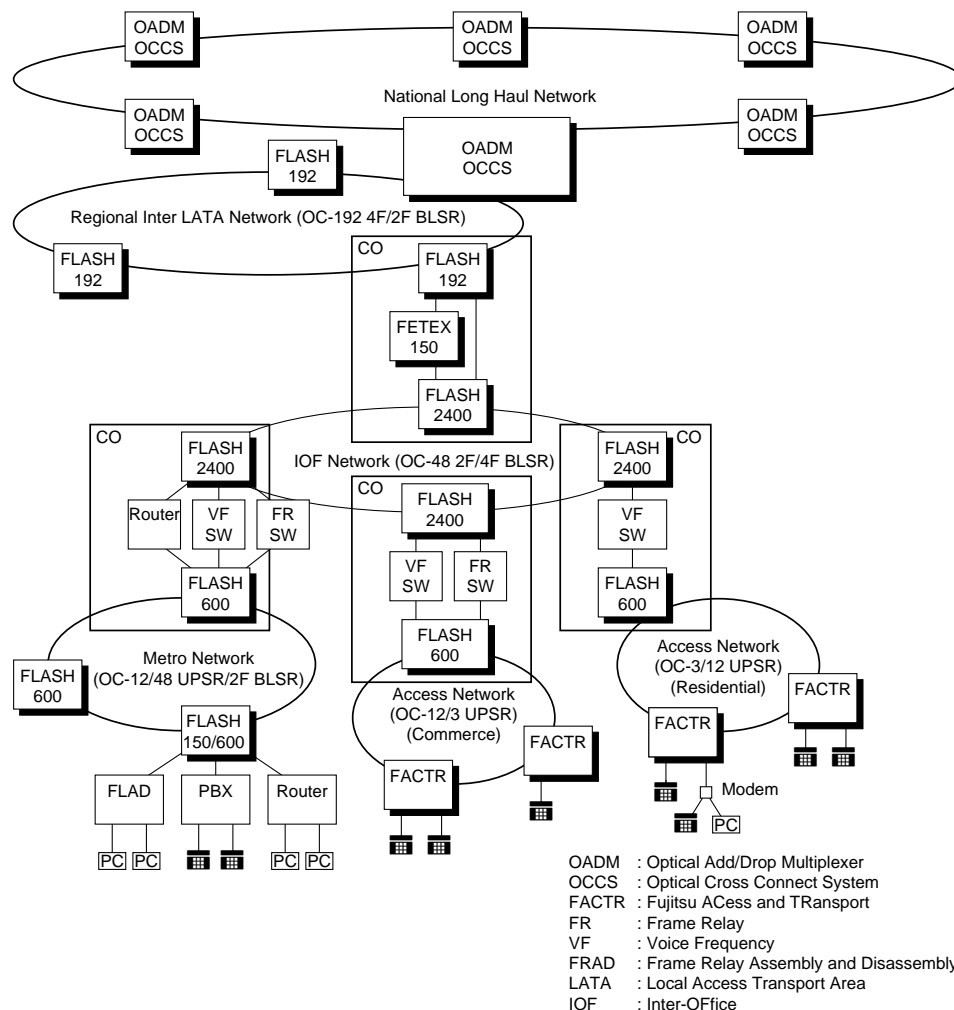 OADM
OCCS
OADM
OCCS
OADM
OCCS
National Long Haul Network
OADM
OCCS
OADM
OCCS
OADM
OCCS
FLASH
192
Regional Inter LATA Network (OC-192 4F/2F BLSR)
FLASH
192
CO
FLASH
192
FETEX
150
FLASH
2400
CO
FLASH
2400
IOF Network (OC-48 2F/4F BLSR)
CO
FLASH
2400
Router
VF
SW
FR
SW
CO
FLASH
2400
VF
SW
VF
SW
FR
SW
FLASH
600
FLASH
600
FLASH
600
Metro Network
(OC-12/48 UPSR/2F BLSR)
FLASH
600
Access Network
(OC-12/3 UPSR)
(Commerce)
Access Network
(OC-3/12 UPSR)
(Residential)
FACTR
FACTR
FLASH
150/600
FACTR
FACTR
FLAD
PBX
Router
Modem
PC
PC
PC
PC
PC
OADM : Optical Add/Drop Multiplexer
OCCS : Optical Cross Connect System
FACTR : Fujitsu ACess and TRansport
FR : Frame Relay
VF : Voice Frequency
FRAD : Frame Relay Assembly and Disassembly
LATA : Local Access Transport Area
IOF : Inter-OFfice